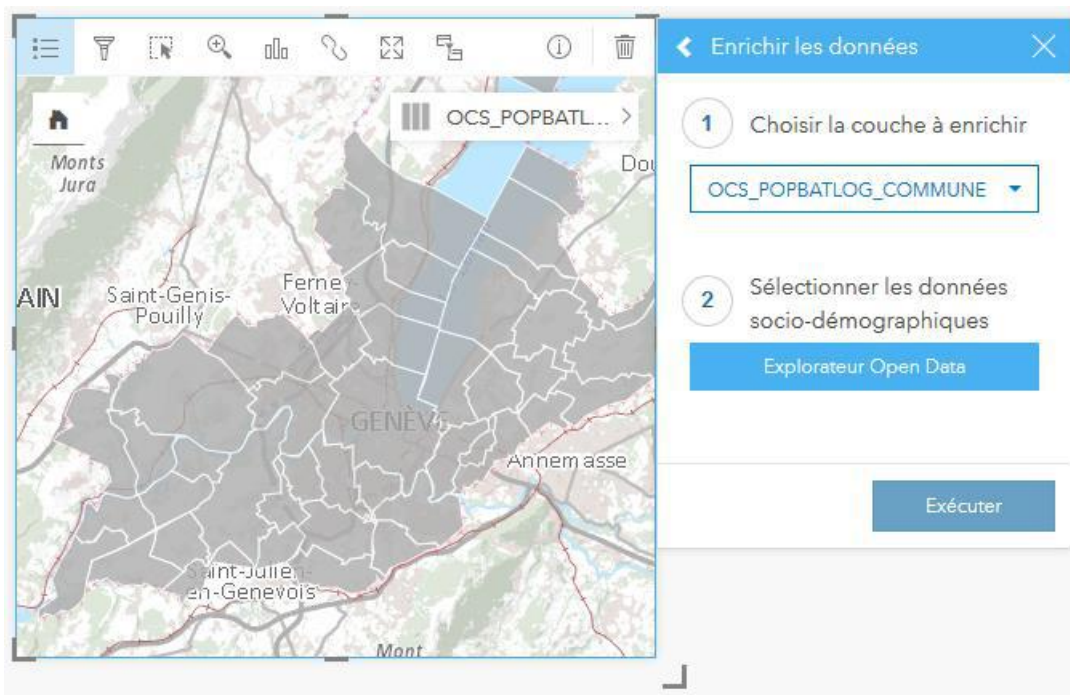 OCS_POPBATL...
Monts
Jura
Dou
AIN
Saint-Genis-
Pouilly
Ferney
Voltaire
GENÈVE
Annemasse
Saint-Julien-
en-Genevois
Mont
Enrichir les données
1 Choisir la couche à enrichir
OCS_POPBATLOG_COMMUNE
2 Sélectionner les données
socio-démographiques
Explorateur Open Data
Exécuter